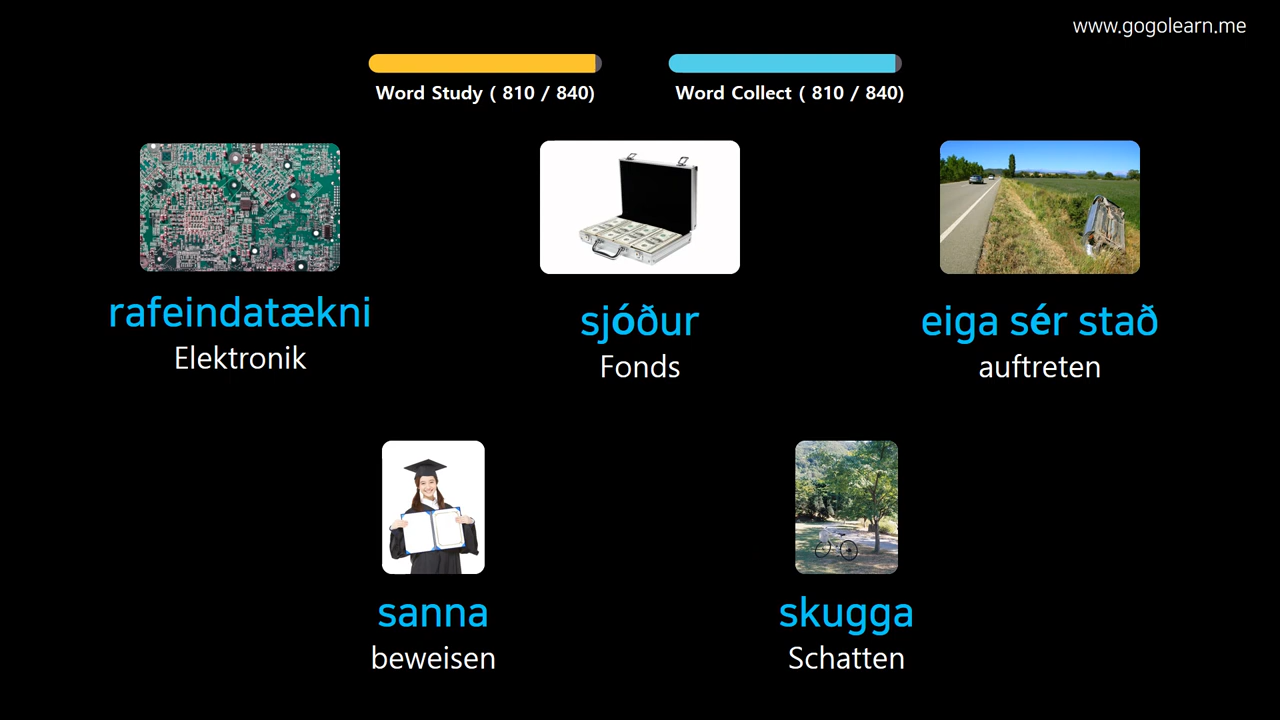 www.gogolearn.me
Word Study ( 810 / 840)
Word Collect ( 810 / 840)
rafeindatækni
Elektronik
sjóður
Fonds
eiga sér stað
auftreten
sanna
beweisen
skugga
Schatten